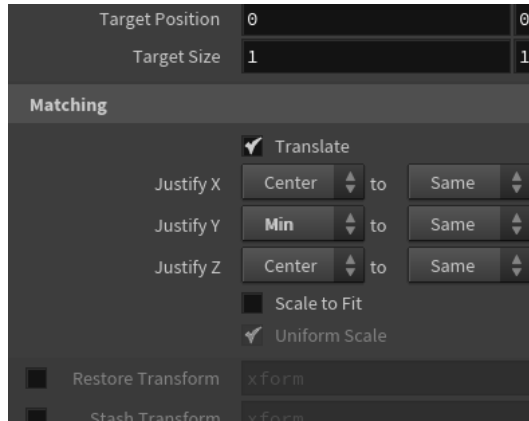 Target Position 0 0
Target Size 1 1
Matching
Translate
Justify X Center to Same
Justify Y Min to Same
Justify Z Center to Same
Scale to Fit
Uniform Scale
Restore Transform xform
Stash Transform xform